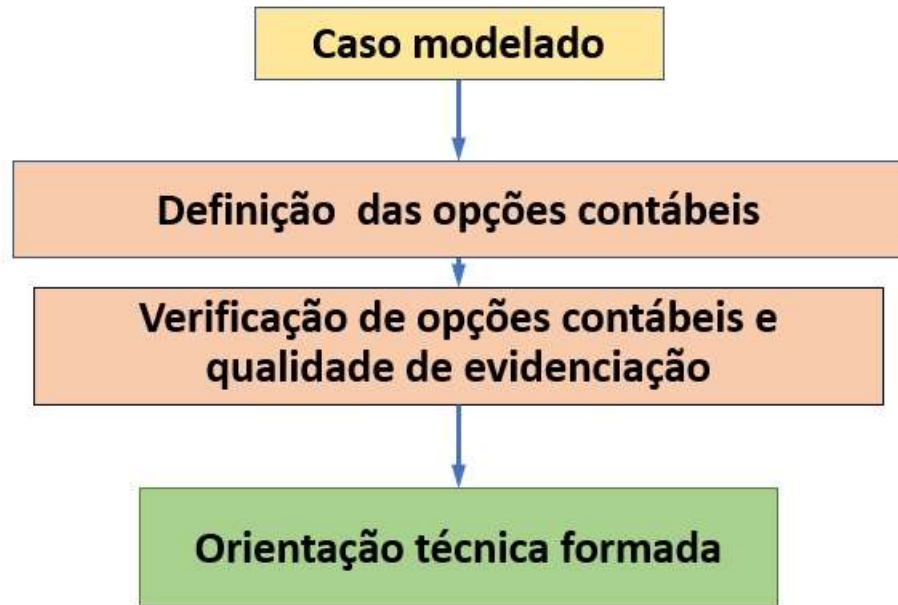 Caso modelado
Definição das opções contábeis
Verificação de opções contábeis e
qualidade de evidenciação
Orientação técnica formada